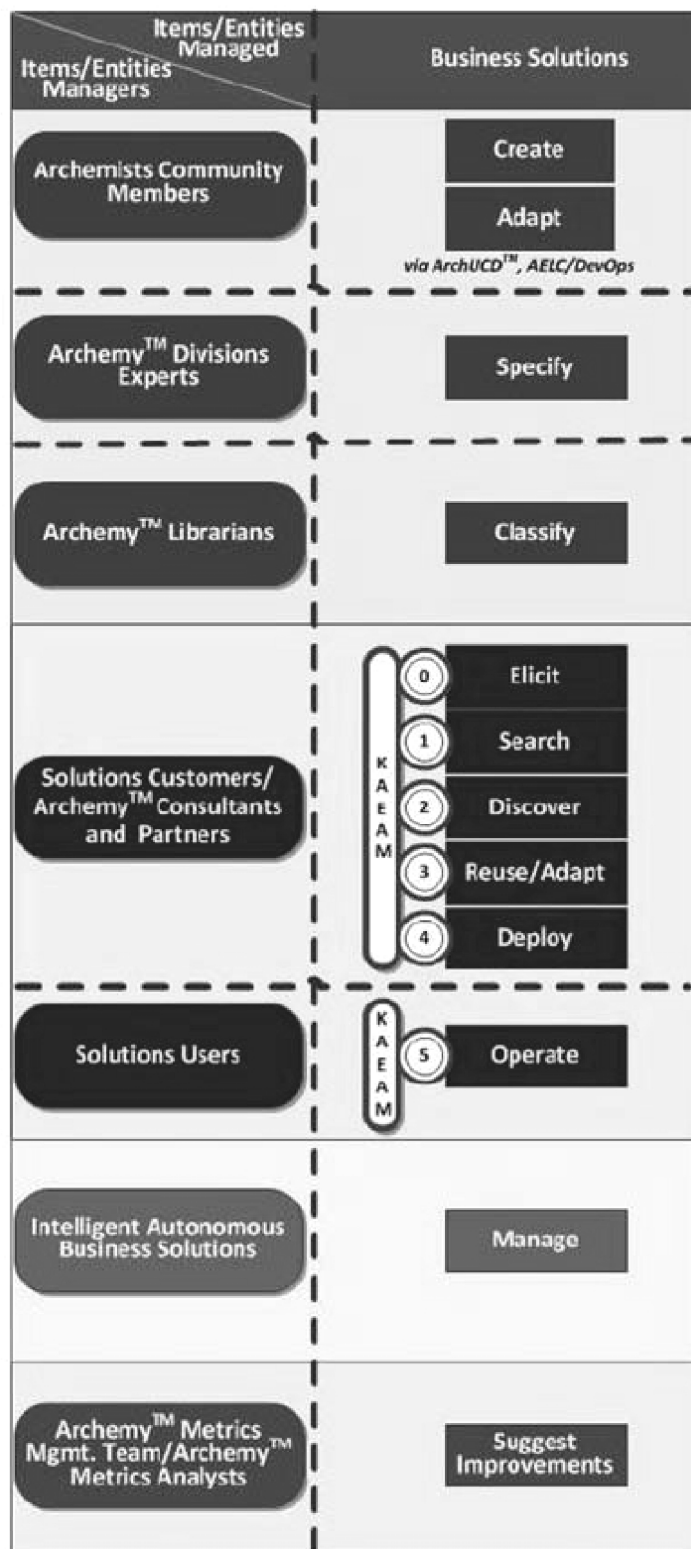 Items/Entities
Managed
Items/Entities
Managers
Business Solutions
Archemists Community
Members
Create
Adapt
via ArchUCD™, AELC/DevOps
Archemy™ Divisions
Experts
Specify
Archemy™ Librarians
Classify
Solutions Customers/
Archemy™ Consultants
and Partners
KAEAM
0 Elicit
1 Search
2 Discover
3 Reuse/Adapt
4 Deploy
Solutions Users
KAEAM
5 Operate
Intelligent Autonomous
Business Solutions
Manage
Archemy™ Metrics
Mgmt. Team/Archemy™
Metrics Analysts
Suggest
Improvements